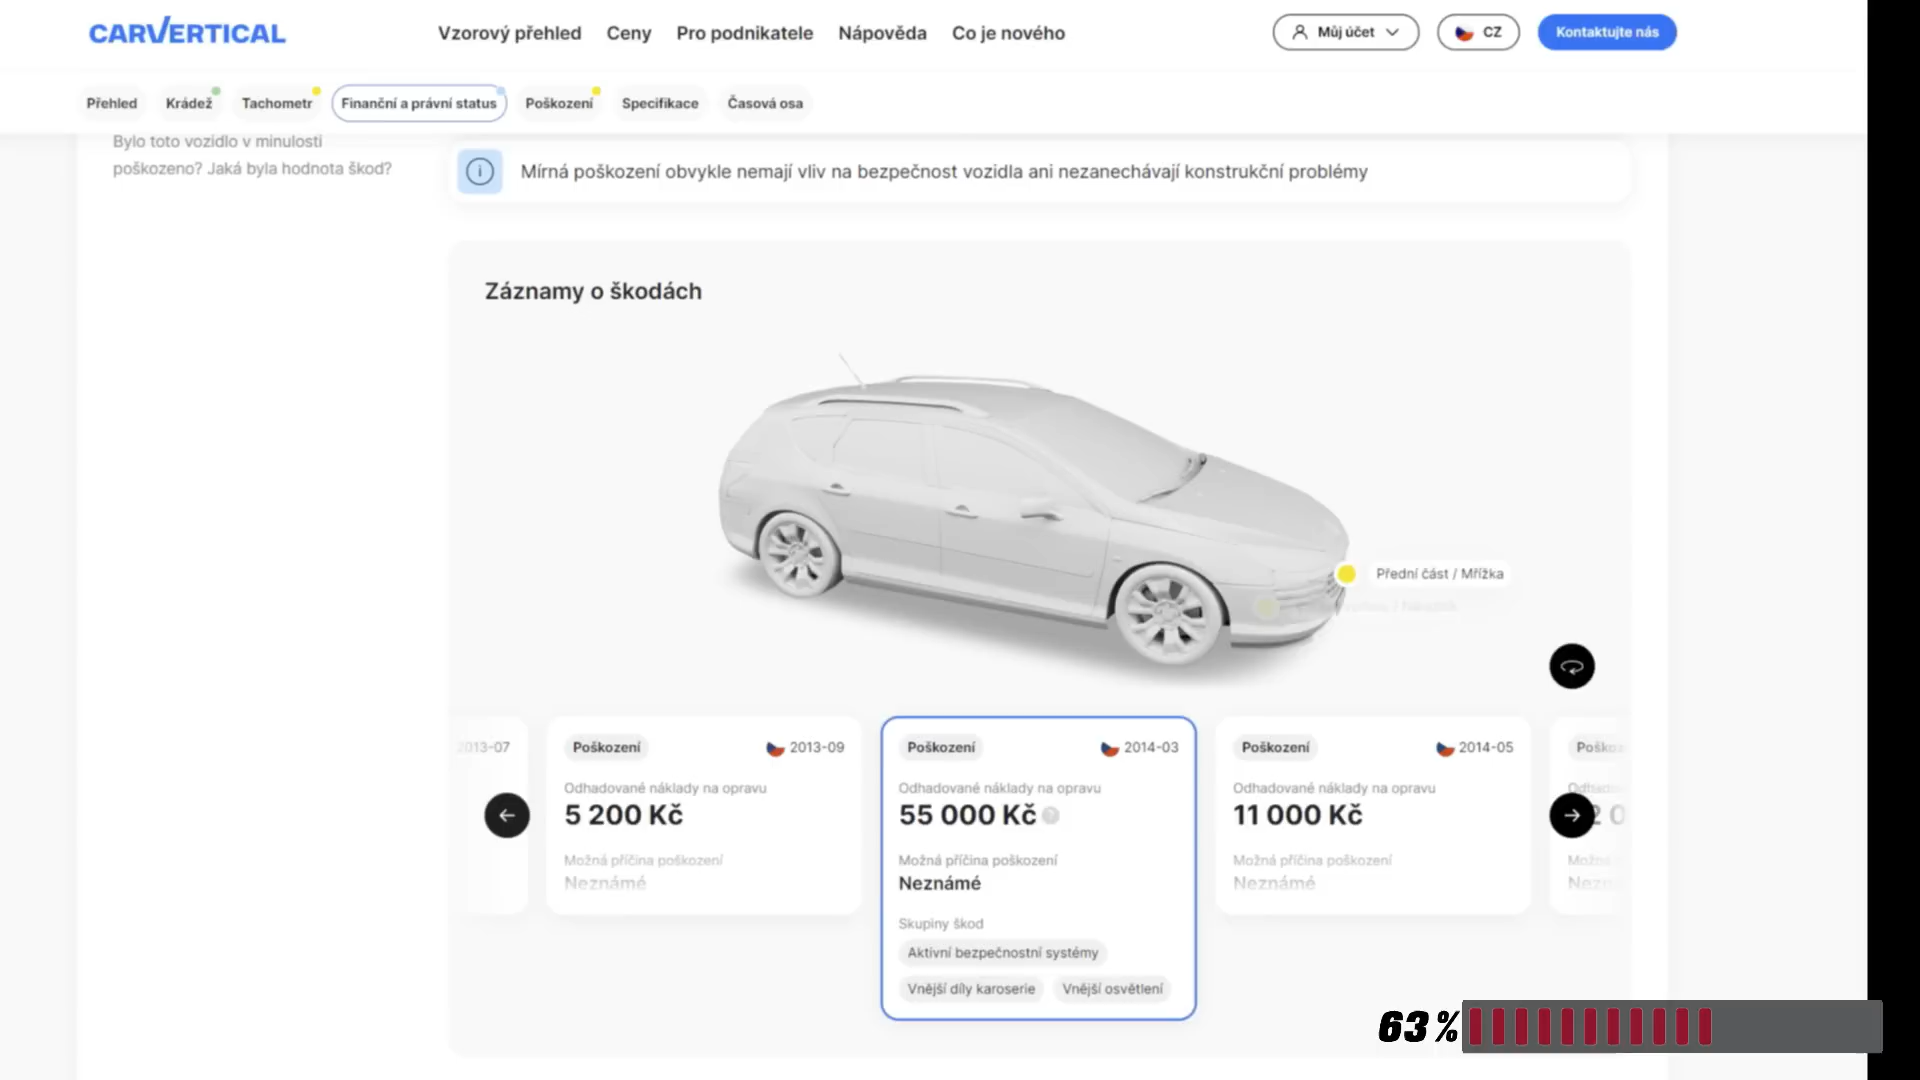 CARVERTICAL
Vzorový přehled
Ceny
Pro podnikatele
Nápověda
Co je nového
Můj účet
CZ
Kontaktujte nás
Přehled
Krádež
Tachometr
Finanční a právní status
Poškození
Specifikace
Časová osa
Bylo toto vozidlo v minulosti
poškozeno? Jaká byla hodnota škod?
Mírná poškození obvykle nemají vliv na bezpečnost vozidla ani nezanechávají konstrukční problémy
Záznamy o škodách
Přední část / Mřížka
2013-07
Poškození
2013-09
Odhadované náklady na opravu
5 200 Kč
Možná příčina poškození
Neznámé
Poškození
2014-03
Odhadované náklady na opravu
55 000 Kč
Možná příčina poškození
Neznámé
Skupiny škod
Aktivní bezpečnostní systémy
Vnější díly karoserie
Vnější osvětlení
Poškození
2014-05
Odhadované náklady na opravu
11 000 Kč
Možná příčina poškození
Neznámé
63%